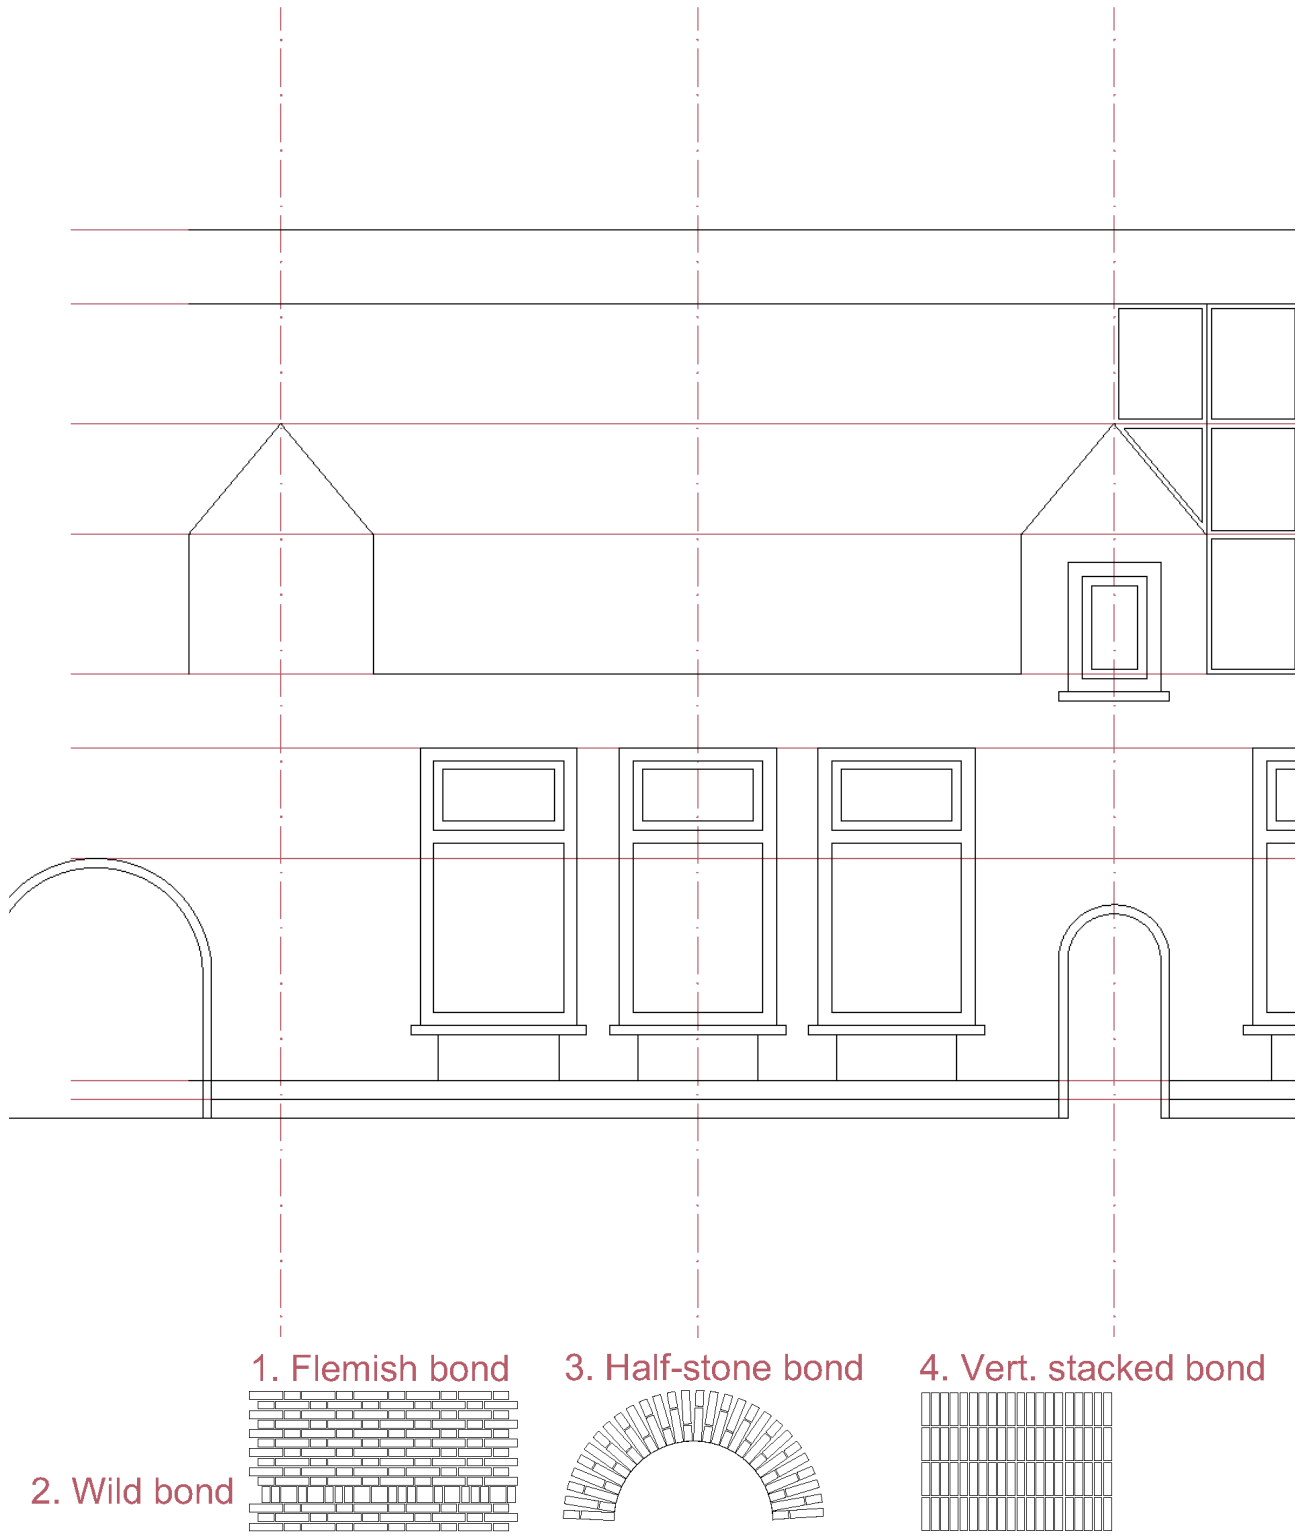 1. Flemish bond
3. Half-stone bond
4. Vert. stacked bond
2. Wild bond